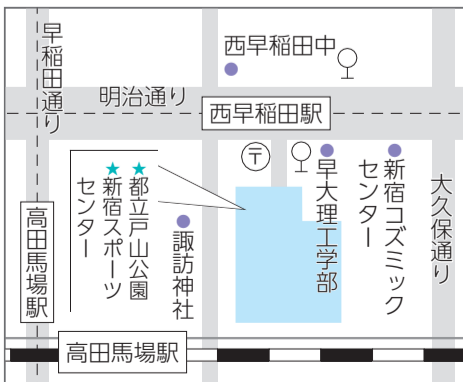 早稲田通り
西早稲田中
明治通り
西早稲田駅
〒
★都立戸山公園
★新宿スポーツ
センター
諏訪神社
早大理工学部
新宿コズミック
センター
大久保通り
高田馬場駅
高田馬場駅